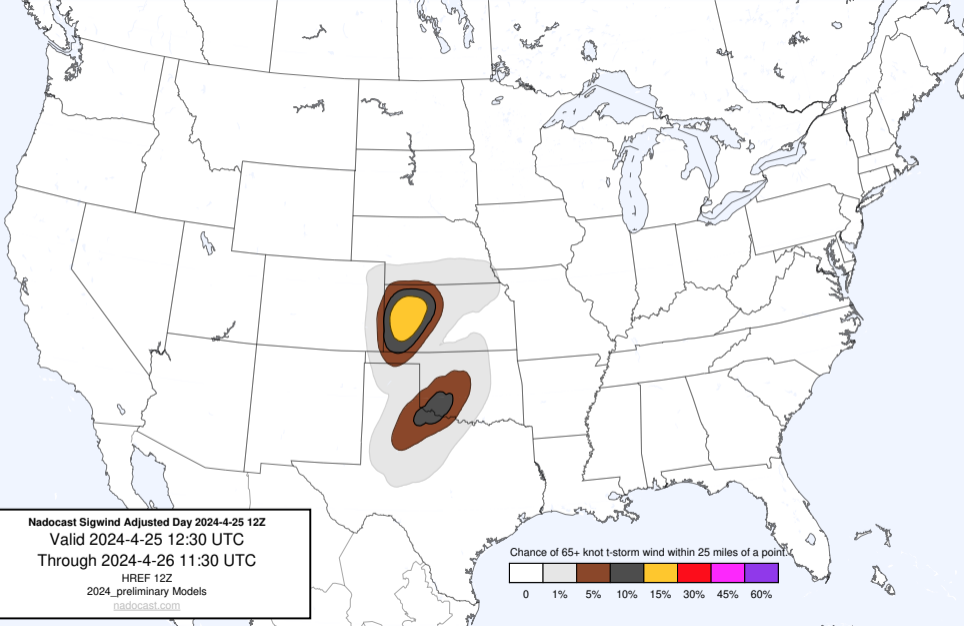 Nadocast Sigwind Adjusted Day 2024-4-25 12Z
Valid 2024-4-25 12:30 UTC
Through 2024-4-26 11:30 UTC
HREF 12Z
2024_preliminary Models
nadocast.com
Chance of 65+ knot t-storm wind within 25 miles of a point.
0 1% 5% 10% 15% 30% 45% 60%